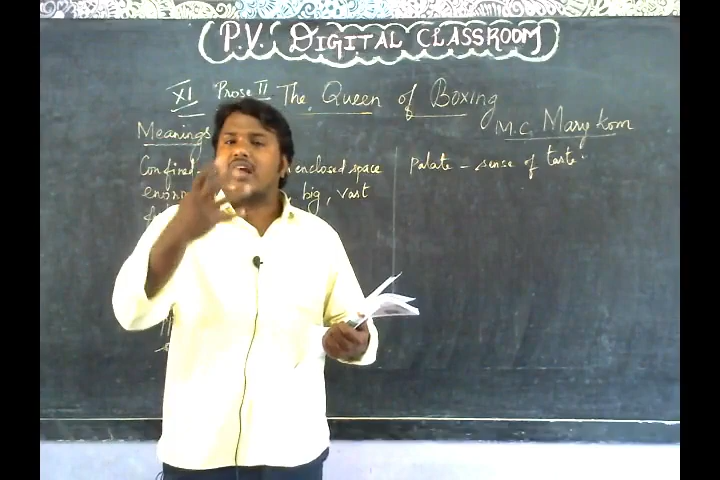 P.V. DIGITAL CLASSROOM
XI Prose II The Queen of Boxing
M.C. Mary Kom
Meanings
Confined- enclosed space
big, vast
Palate - sense of taste.